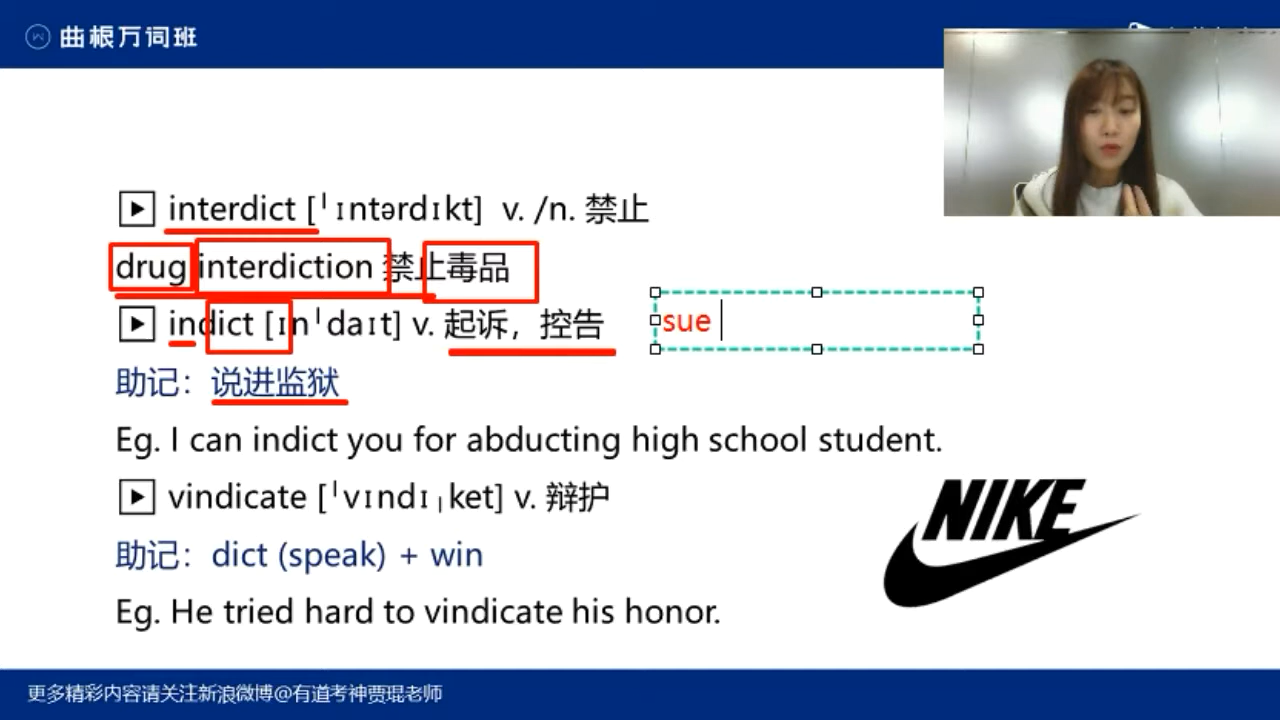 曲根万词班
interdict [ˈɪntərdɪkt] v. /n. 禁止
drug interdiction 禁止毒品
indict [ɪnˈdaɪt] v. 起诉，控告
sue
助记：说进监狱
Eg. I can indict you for abducting high school student.
vindicate [ˈvɪndɪˌket] v. 辩护
助记：dict (speak) + win
Eg. He tried hard to vindicate his honor.
NIKE
更多精彩内容请关注新浪微博@有道考神贾琨老师